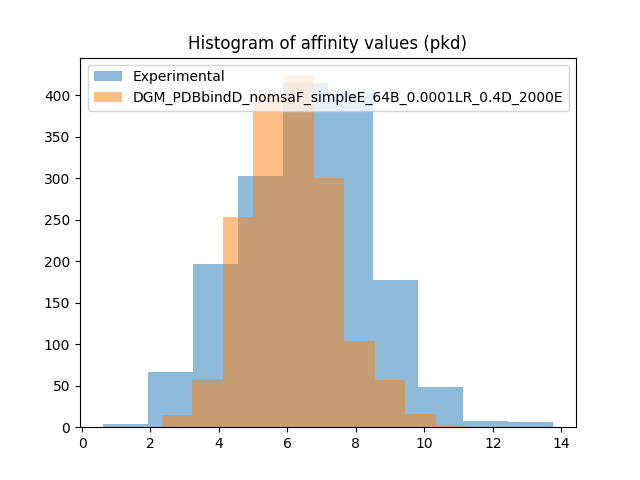 Histogram of affinity values (pkd)
Experimental
DGM_PDBbindD_nomsaF_simpleE_64B_0.0001LR_0.4D_2000E
400
350
300
250
200
150
100
50
0
0 2 4 6 8 10 12 14